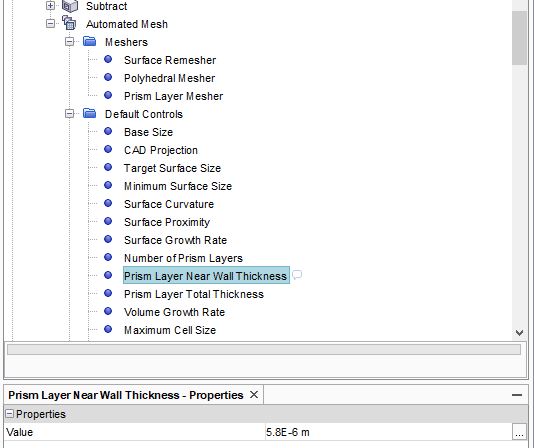 Subtract
Automated Mesh
Meshers
Surface Remesher
Polyhedral Mesher
Prism Layer Mesher
Default Controls
Base Size
CAD Projection
Target Surface Size
Minimum Surface Size
Surface Curvature
Surface Proximity
Surface Growth Rate
Number of Prism Layers
Prism Layer Near Wall Thickness
Prism Layer Total Thickness
Volume Growth Rate
Maximum Cell Size
Prism Layer Near Wall Thickness - Properties
Properties
Value 5.8E-6 m ...